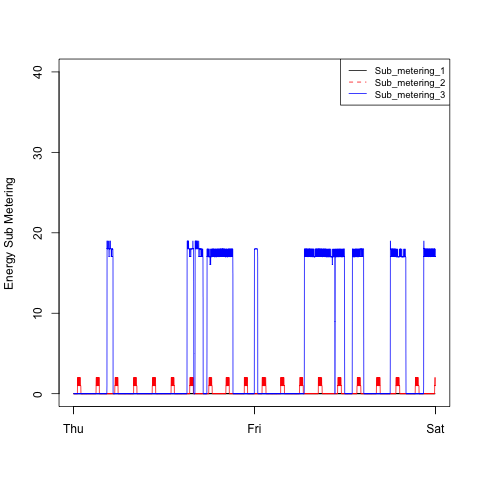 Sub_metering_1
Sub_metering_2
Sub_metering_3
Energy Sub Metering
40
30
20
10
0
Thu Fri Sat